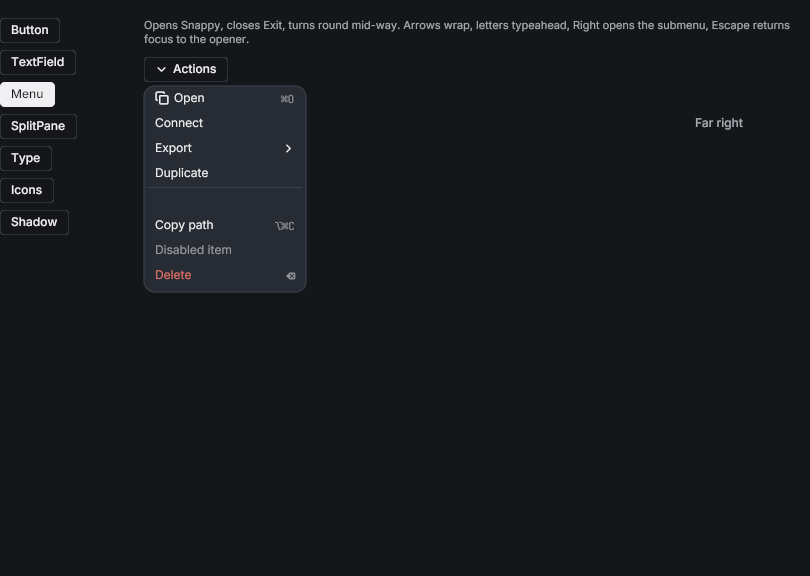 Opens Snappy, closes Exit, turns round mid-way. Arrows wrap, letters typeahead, Right opens the submenu, Escape returns
focus to the opener.
Button
TextField
Menu
SplitPane
Type
Icons
Shadow
Actions
Open ⌘O
Connect
Export
Duplicate
Copy path ⌥⌘C
Disabled item
Delete ⌫
Far right